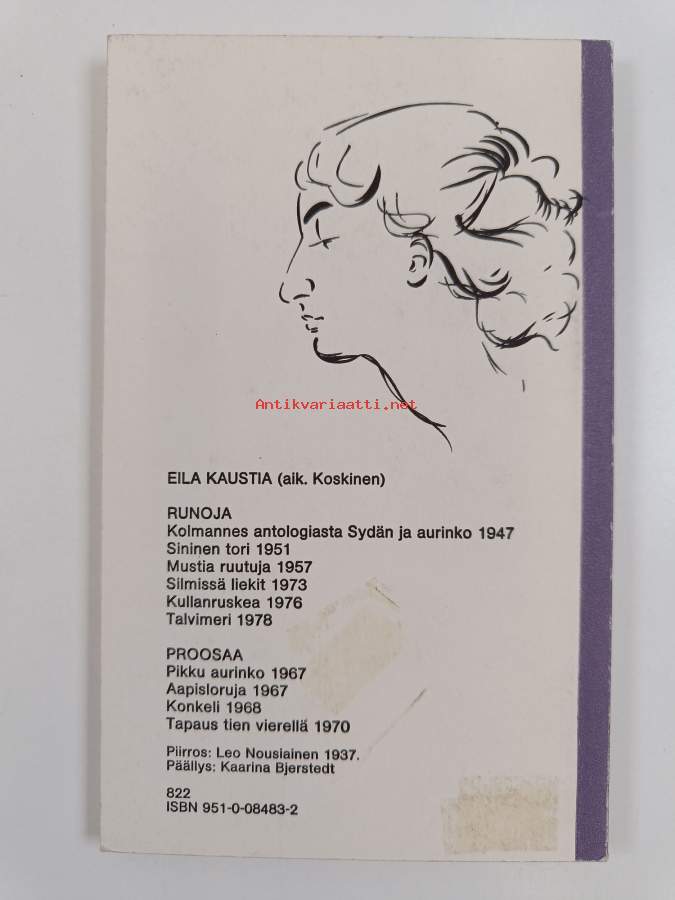 Antikvariaatti.net
EILA KAUSTIA (aik. Koskinen)
RUNOJA
Kolmannes antologiasta Sydän ja aurinko 1947
Sininen tori 1951
Mustia ruutuja 1957
Silmissä liekit 1973
Kullanruskea 1976
Talvimeri 1978
PROOSAA
Pikku aurinko 1967
Aapisloruja 1967
Konkeli 1968
Tapaus tien vierellä 1970
Piirros: Leo Nousiainen 1937.
Päällys: Kaarina Bjerstedt
822
ISBN 951-0-08483-2